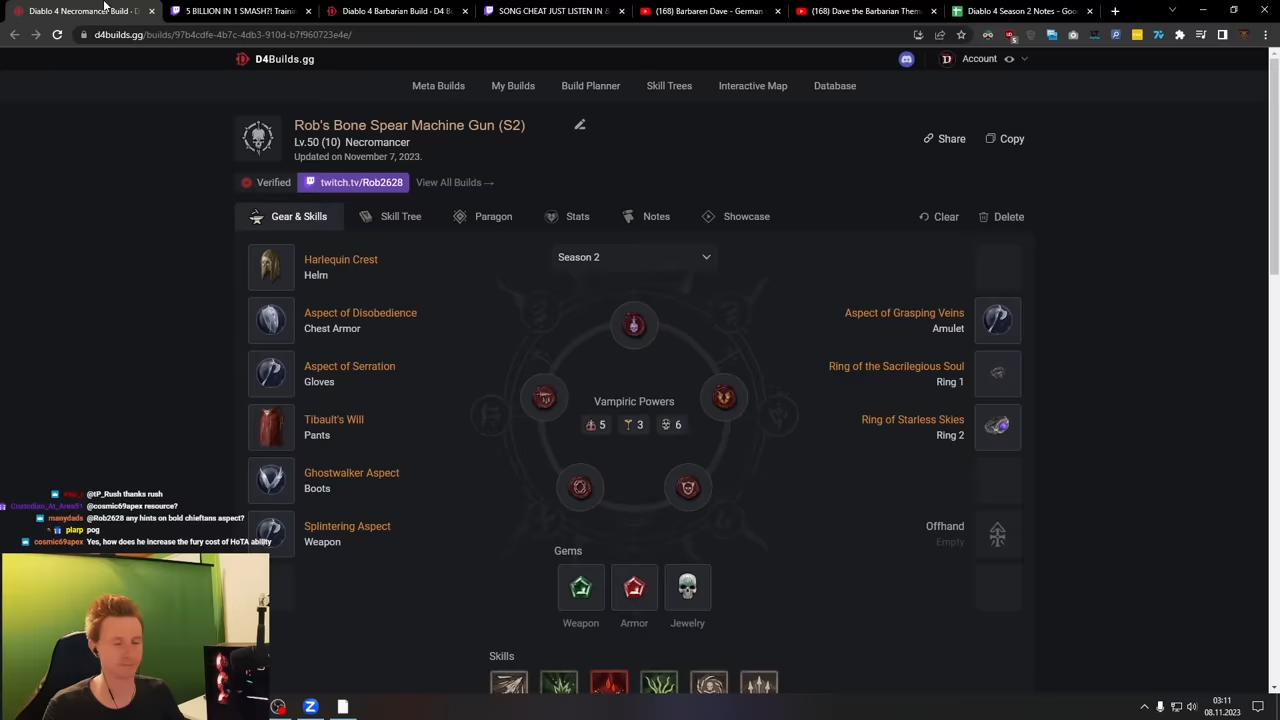 Diablo 4 Necromancer Build - D
5 BILLION IN 1 SMASH?! Trainin
Diablo 4 Barbarian Build - D4 B
SONG CHEAT JUST LISTEN IN &
(168) Barbaren Dave - German
(168) Dave the Barbarian Them
Diablo 4 Season 2 Notes - Goo
d4builds.gg/builds/97b4cdfe-4b7c-4db3-910d-b7f960723e4e/
D4Builds.gg
Account
Meta Builds My Builds Build Planner Skill Trees Interactive Map Database
Rob's Bone Spear Machine Gun (S2)
Lv.50 (10) Necromancer
Updated on November 7, 2023.
Share Copy
Verified twitch.tv/Rob2628 View All Builds →
Gear & Skills Skill Tree Paragon Stats Notes Showcase Clear Delete
Season 2
Harlequin Crest
Helm
Aspect of Disobedience
Chest Armor
Aspect of Serration
Gloves
Tibault's Will
Pants
Ghostwalker Aspect
Boots
Splintering Aspect
Weapon
Vampiric Powers
5 3 6
Aspect of Grasping Veins
Amulet
Ring of the Sacrilegious Soul
Ring 1
Ring of Starless Skies
Ring 2
Offhand
Empty
Gems
Weapon Armor Jewelry
Skills
@tP_Rush thanks rush
Custodian_At_Area51 @cosmic69apex resource?
manydads @Rob2628 any hints on bold chieftans aspect?
plarp pog
cosmic69apex Yes, how does he increase the fury cost of HoTA ability
03:11
08.11.2023